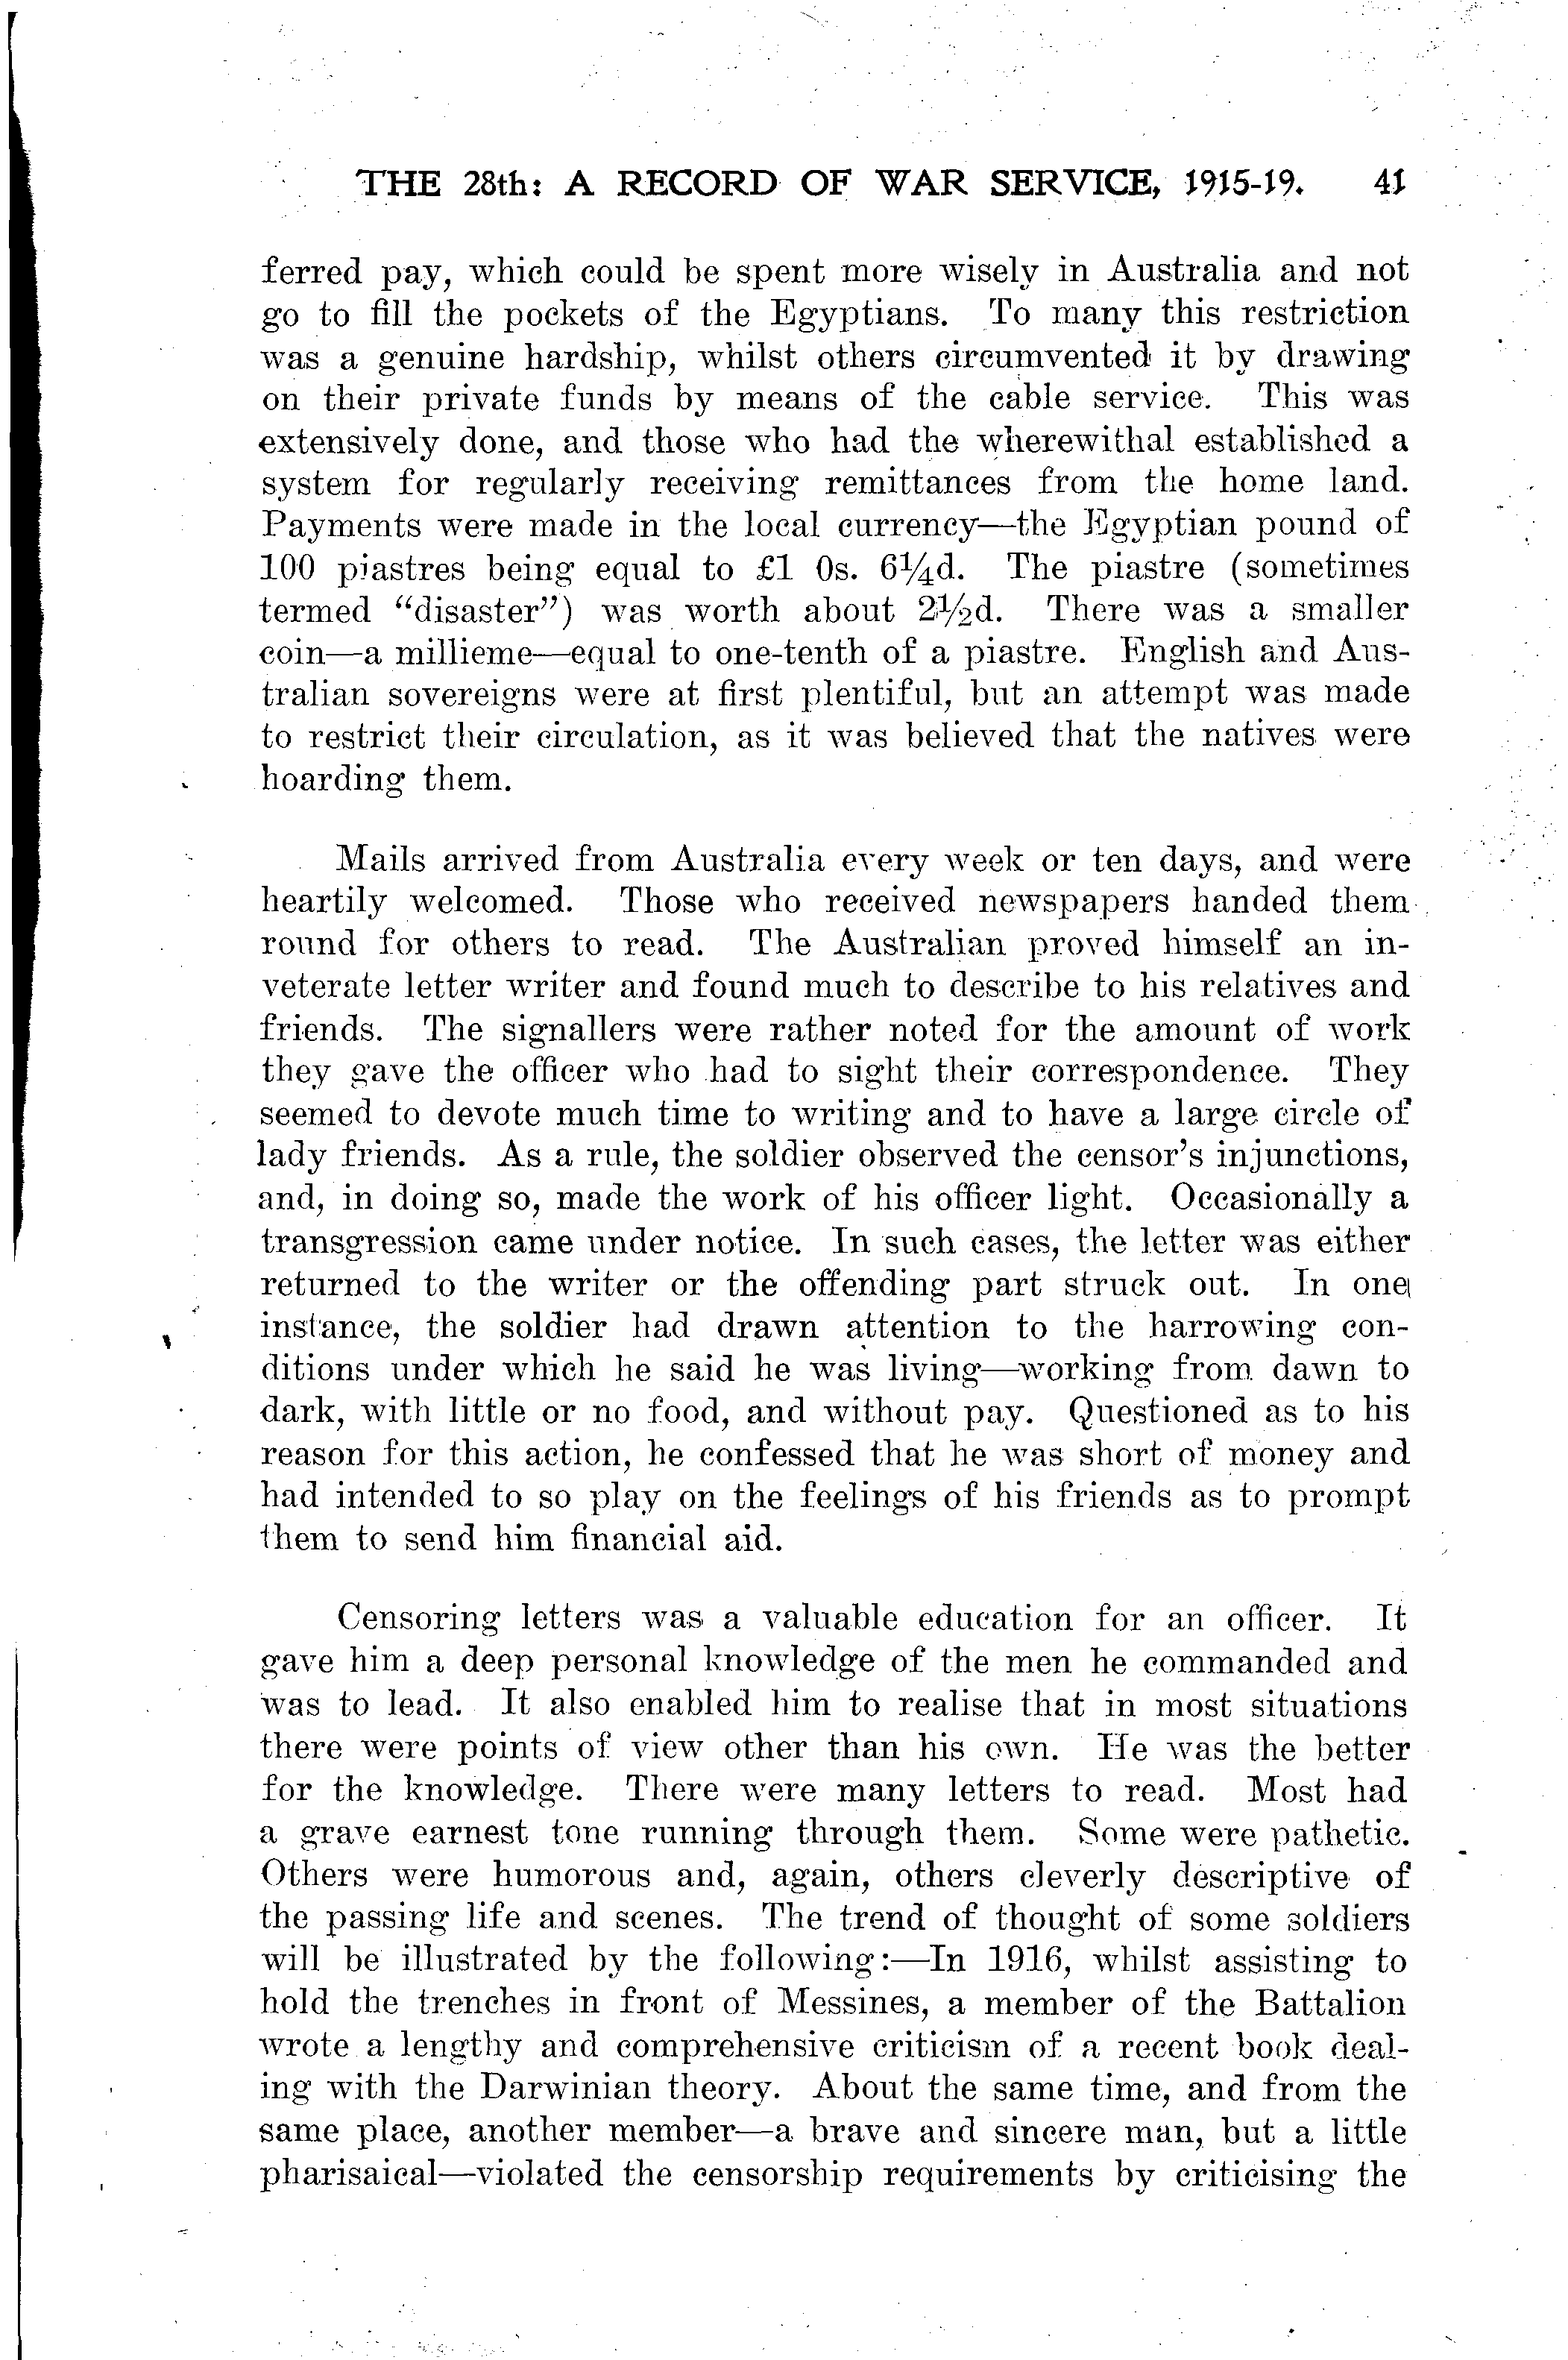 THE 28th: A RECORD OF WAR SERVICE, 1915-19. 41
ferred pay, which could be spent more wisely in Australia and not
go to fill the pockets of the Egyptians. To many this restriction
was a genuine hardship, whilst others circumvented it by drawing
on their private funds by means of the cable service. This was
extensively done, and those who had the wherewithal established a
system for regularly receiving remittances from the home land.
Payments were made in the local currency—the Egyptian pound of
100 piastres being equal to £1 0s. 6¼d. The piastre (sometimes
termed “disaster”) was worth about 2½d. There was a smaller
coin—a millieme—equal to one-tenth of a piastre. English and Aus-
tralian sovereigns were at first plentiful, but an attempt was made
to restrict their circulation, as it was believed that the natives were
hoarding them.
Mails arrived from Australia every week or ten days, and were
heartily welcomed. Those who received newspapers handed them
round for others to read. The Australian proved himself an in-
veterate letter writer and found much to describe to his relatives and
friends. The signallers were rather noted for the amount of work
they gave the officer who had to sight their correspondence. They
seemed to devote much time to writing and to have a large circle of
lady friends. As a rule, the soldier observed the censor's injunctions,
and, in doing so, made the work of his officer light. Occasionally a
transgression came under notice. In such cases, the letter was either
returned to the writer or the offending part struck out. In one
instance, the soldier had drawn attention to the harrowing con-
ditions under which he said he was living—working from dawn to
dark, with little or no food, and without pay. Questioned as to his
reason for this action, he confessed that he was short of money and
had intended to so play on the feelings of his friends as to prompt
them to send him financial aid.
Censoring letters was a valuable education for an officer. It
gave him a deep personal knowledge of the men he commanded and
was to lead. It also enabled him to realise that in most situations
there were points of view other than his own. He was the better
for the knowledge. There were many letters to read. Most had
a grave earnest tone running through them. Some were pathetic.
Others were humorous and, again, others cleverly descriptive of
the passing life and scenes. The trend of thought of some soldiers
will be illustrated by the following:—In 1916, whilst assisting to
hold the trenches in front of Messines, a member of the Battalion
wrote a lengthy and comprehensive criticism of a recent book deal-
ing with the Darwinian theory. About the same time, and from the
same place, another member—a brave and sincere man, but a little
pharisaical—violated the censorship requirements by criticising the